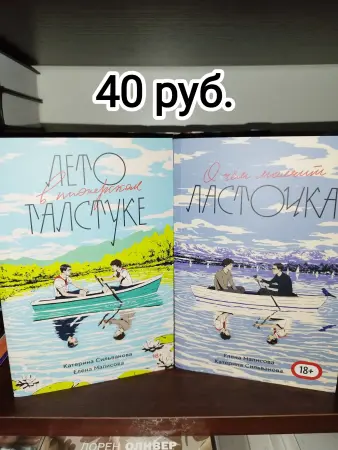 40 руб.
ЛЕТО
в пионерском
ГАЛСТУКЕ
Катерина Сильванова
Елена Малисова
О чём молчит
ЛАСТОЧКА
Елена Малисова
Катерина Сильванова
18+
ЛОРЕН ОЛИВЕР